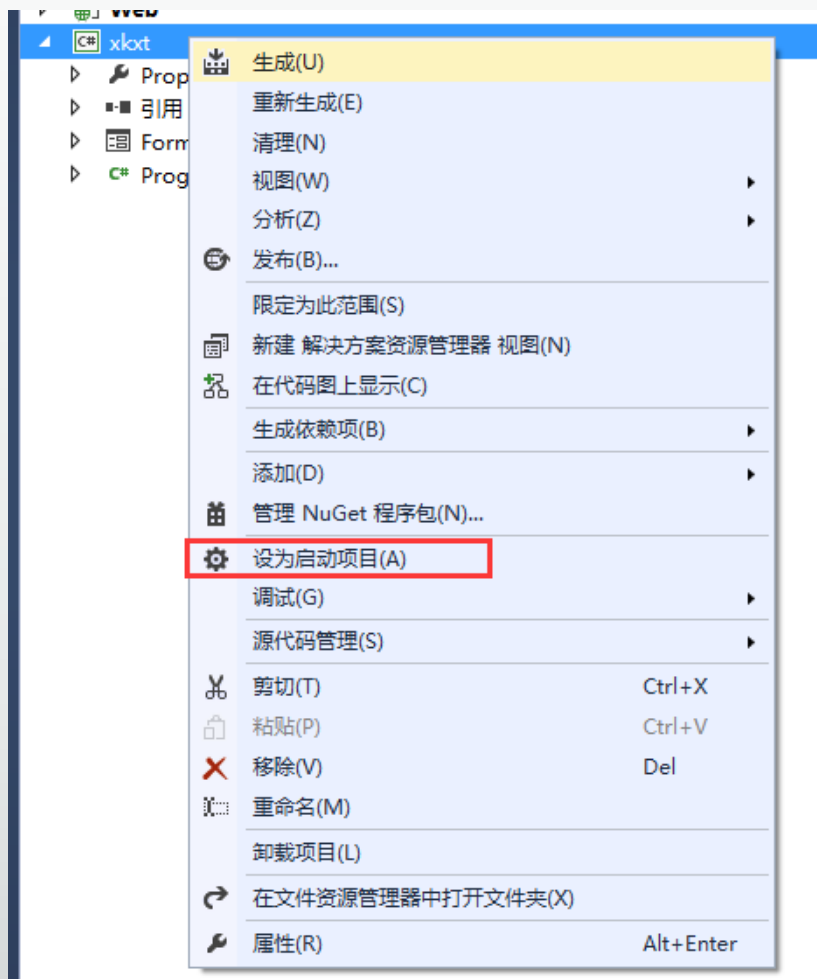 Web
C# xkxt
Prop
引用
Form
C# Prog
生成(U)
重新生成(E)
清理(N)
视图(W)
分析(Z)
发布(B)...
限定为此范围(S)
新建 解决方案资源管理器 视图(N)
在代码图上显示(C)
生成依赖项(B)
添加(D)
管理 NuGet 程序包(N)...
设为启动项目(A)
调试(G)
源代码管理(S)
剪切(T) Ctrl+X
粘贴(P) Ctrl+V
移除(V) Del
重命名(M)
卸载项目(L)
在文件资源管理器中打开文件夹(X)
属性(R) Alt+Enter